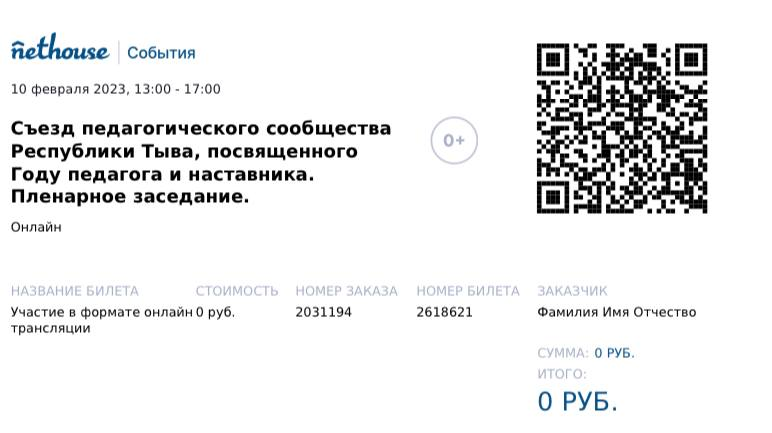 nethouse События
10 февраля 2023, 13:00 - 17:00
Съезд педагогического сообщества
Республики Тыва, посвященного
Году педагога и наставника.
Пленарное заседание.
0+
Онлайн
НАЗВАНИЕ БИЛЕТА СТОИМОСТЬ НОМЕР ЗАКАЗА НОМЕР БИЛЕТА ЗАКАЗЧИК
Участие в формате онлайн 0 руб. 2031194 2618621 Фамилия Имя Отчество
трансляции
СУММА: 0 РУБ.
ИТОГО:
0 РУБ.